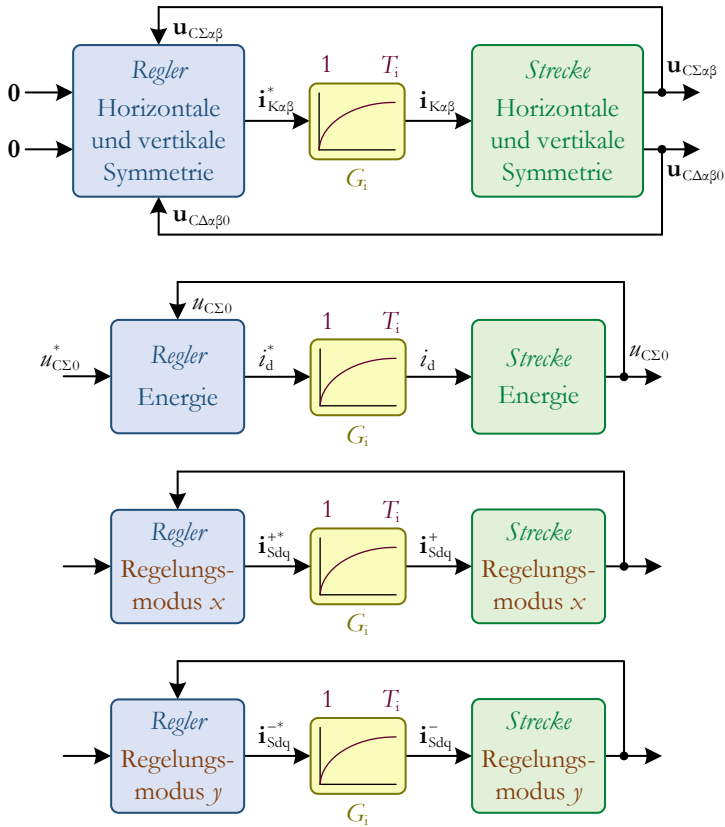 u_CΣαβ
Regler
Horizontale
und vertikale
Symmetrie
0
0
i*_Kαβ
1 T_i
G_i
i_Kαβ
Strecke
Horizontale
und vertikale
Symmetrie
u_CΣαβ
u_CΔαβ0
u_CΔαβ0
u_CΣ0
u*_CΣ0
Regler
Energie
i*_d
1 T_i
G_i
i_d
Strecke
Energie
u_CΣ0
Regler
Regelungs-
modus x
i^+*_Sdq
1 T_i
G_i
i^+_Sdq
Strecke
Regelungs-
modus x
Regler
Regelungs-
modus y
i^−*_Sdq
1 T_i
G_i
i^−_Sdq
Strecke
Regelungs-
modus y